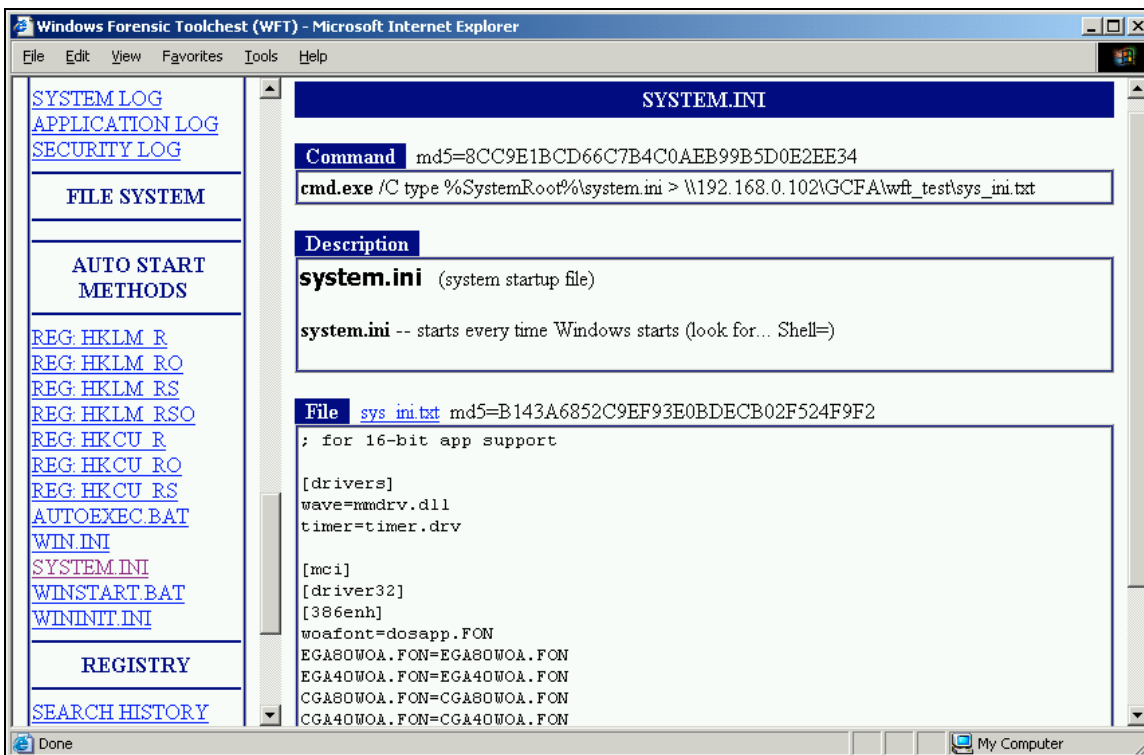 Windows Forensic Toolchest (WFT) - Microsoft Internet Explorer
File Edit View Favorites Tools Help
SYSTEM LOG
APPLICATION LOG
SECURITY LOG
FILE SYSTEM
AUTO START
METHODS
REG: HKLM_R
REG: HKLM_RO
REG: HKLM_RS
REG: HKLM_RSO
REG: HKCU_R
REG: HKCU_RO
REG: HKCU_RS
AUTOEXEC.BAT
WIN.INI
SYSTEM.INI
WINSTART.BAT
WININIT.INI
REGISTRY
SEARCH HISTORY
SYSTEM.INI
Command md5=8CC9E1BCD66C7B4C0AEB99B5D0E2EE34
cmd.exe /C type %SystemRoot%\system.ini > \\192.168.0.102\GCFA\wft_test\sys_ini.txt
Description
system.ini (system startup file)
system.ini -- starts every time Windows starts (look for... Shell=)
File sys_ini.txt md5=B143A6852C9EF93E0BDECB02F524F9F2
; for 16-bit app support
[drivers]
wave=mmdrv.dll
timer=timer.drv
[mci]
[driver32]
[386enh]
woafont=dosapp.FON
EGA80WOA.FON=EGA80WOA.FON
EGA40WOA.FON=EGA40WOA.FON
CGA80WOA.FON=CGA80WOA.FON
CGA40WOA.FON=CGA40WOA.FON
Done
My Computer